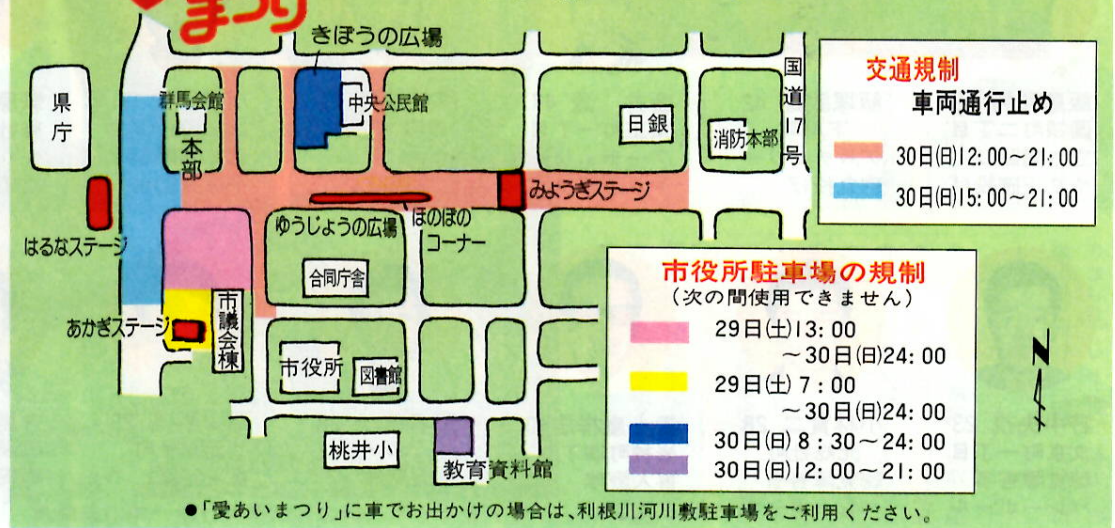 まつり
きぼうの広場
県庁
群馬会館
本部
中央公民館
日銀
消防本部
国道17号
はるなステージ
みょうぎステージ
ゆうじょうの広場
ほのぼの
コーナー
合同庁舎
あかぎステージ
市議会棟
市役所
図書館
桃井小
教育資料館
交通規制
車両通行止め
30日(日)12:00～21:00
30日(日)15:00～21:00
市役所駐車場の規制
(次の間使用できません)
29日(土)13:00
～30日(日)24:00
29日(土)7:00
～30日(日)24:00
30日(日)8:30～24:00
30日(日)12:00～21:00
N
●「愛あいまつり」に車でお出かけの場合は、利根川河川敷駐車場をご利用ください。